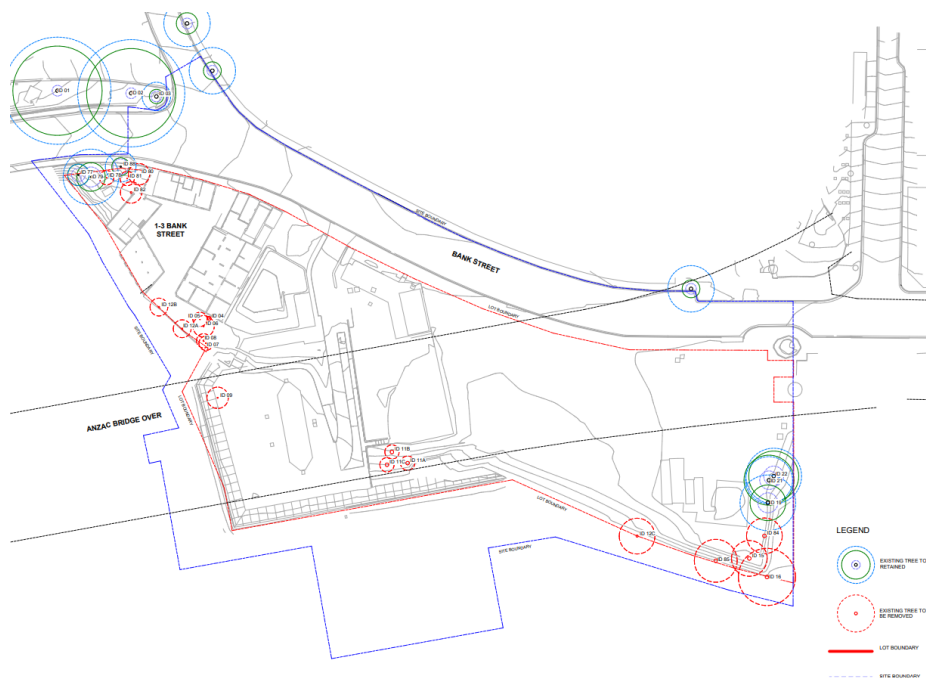 ID 01
ID 02
ID 03
ID 77
ID 79
ID 78
ID 80
ID 81
ID 82
1-3 BANK
STREET
SITE BOUNDARY
BANK STREET
LOT BOUNDARY
ID 12B
ID 05
ID 04
ID 06
ID 12A
ID 08
ID 07
SITE BOUNDARY
LOT BOUNDARY
ID 09
ANZAC BRIDGE OVER
ID 11B
ID 11C
ID 11A
ID 22
ID 21
LOT BOUNDARY
ID 12C
ID 84
SITE BOUNDARY
ID 16
LEGEND
EXISTING TREE TO
RETAINED
EXISTING TREE TO
BE REMOVED
LOT BOUNDARY
SITE BOUNDARY